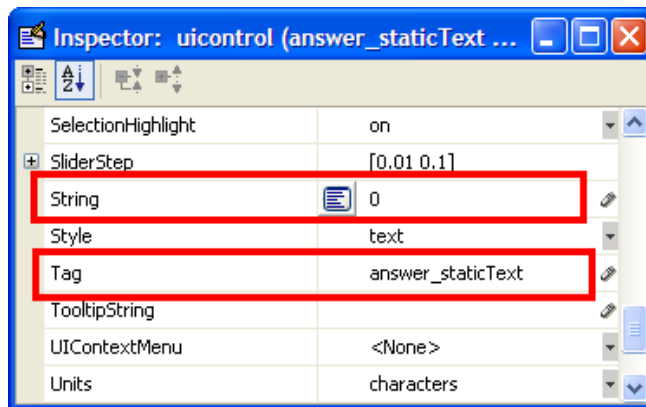 Inspector: uicontrol (answer_staticText ...
SelectionHighlight on
SliderStep [0.01 0.1]
String 0
Style text
Tag answer_staticText
TooltipString
UIContextMenu <None>
Units characters